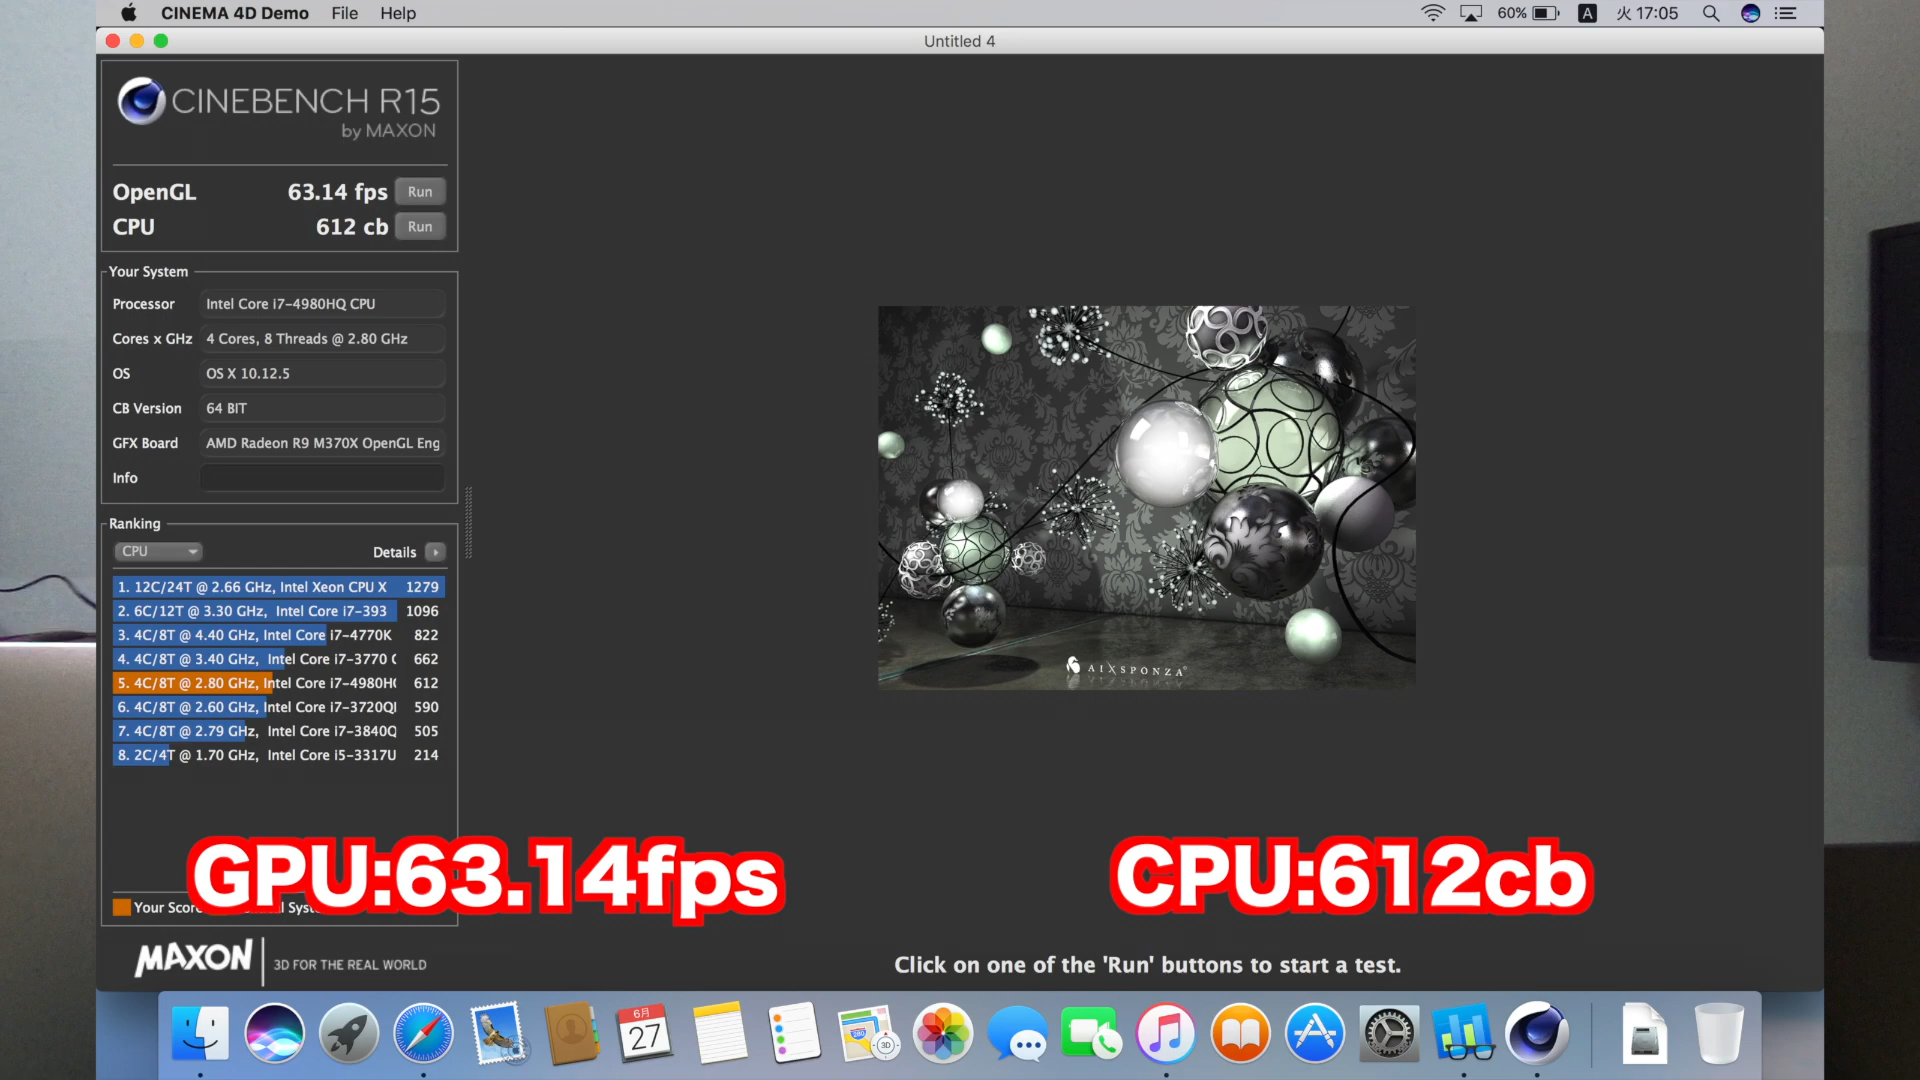 CINEMA 4D Demo File Help 60% A 火 17:05
Untitled 4
CINEBENCH R15
by MAXON
OpenGL 63.14 fps Run
CPU 612 cb Run
Your System
Processor Intel Core i7-4980HQ CPU
Cores x GHz 4 Cores, 8 Threads @ 2.80 GHz
OS OS X 10.12.5
CB Version 64 BIT
GFX Board AMD Radeon R9 M370X OpenGL Eng
Info
Ranking
CPU Details
1. 12C/24T @ 2.66 GHz, Intel Xeon CPU X 1279
2. 6C/12T @ 3.30 GHz, Intel Core i7-393 1096
3. 4C/8T @ 4.40 GHz, Intel Core i7-4770K 822
4. 4C/8T @ 3.40 GHz, Intel Core i7-3770 662
5. 4C/8T @ 2.80 GHz, Intel Core i7-4980H 612
6. 4C/8T @ 2.60 GHz, Intel Core i7-3720Q 590
7. 4C/8T @ 2.79 GHz, Intel Core i7-3840Q 505
8. 2C/4T @ 1.70 GHz, Intel Core i5-3317U 214
AIXSPONZA
GPU:63.14fps
CPU:612cb
Your Score
MAXON
3D FOR THE REAL WORLD
Click on one of the 'Run' buttons to start a test.
6月
27
280
3D